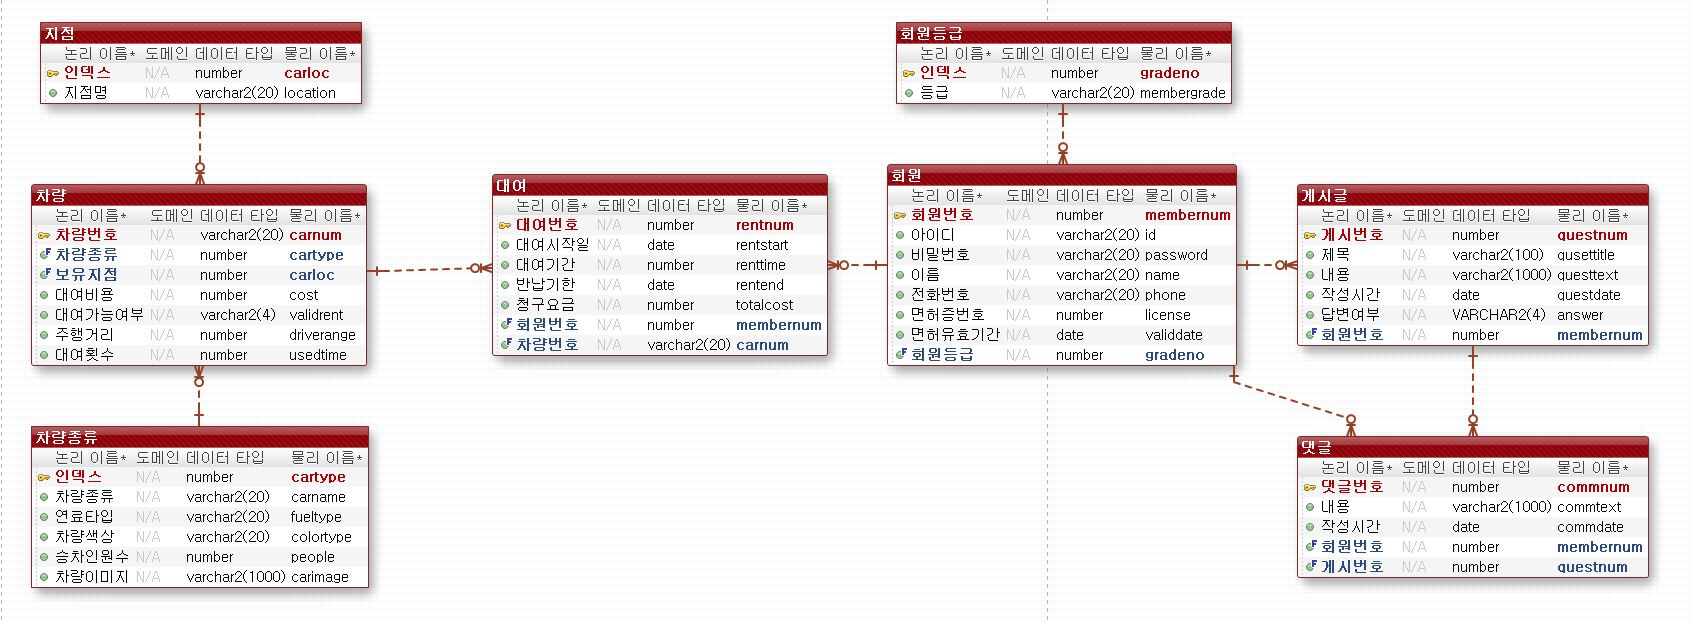 지점
논리 이름* 도메인 데이터 타입 물리 이름*
인덱스 N/A number carloc
지점명 N/A varchar2(20) location
회원등급
논리 이름* 도메인 데이터 타입 물리 이름*
인덱스 N/A number gradeno
등급 N/A varchar2(20) membergrade
차량
논리 이름* 도메인 데이터 타입 물리 이름*
차량번호 N/A varchar2(20) carnum
차량종류 N/A number cartype
보유지점 N/A number carloc
대여비용 N/A number cost
대여가능여부 N/A varchar2(4) validrent
주행거리 N/A number driverange
대여횟수 N/A number usedtime
대여
논리 이름* 도메인 데이터 타입 물리 이름*
대여번호 N/A number rentnum
대여시작일 N/A date rentstart
대여기간 N/A number renttime
반납기한 N/A date rentend
청구요금 N/A number totalcost
회원번호 N/A number membernum
차량번호 N/A varchar2(20) carnum
회원
논리 이름* 도메인 데이터 타입 물리 이름*
회원번호 N/A number membernum
아이디 N/A varchar2(20) id
비밀번호 N/A varchar2(20) password
이름 N/A varchar2(20) name
전화번호 N/A varchar2(20) phone
면허증번호 N/A number license
면허유효기간 N/A date validdate
회원등급 N/A number gradeno
게시글
논리 이름* 도메인 데이터 타입 물리 이름*
게시번호 N/A number questnum
제목 N/A varchar2(100) qusettitle
내용 N/A varchar2(1000) questtext
작성시간 N/A date questdate
답변여부 N/A VARCHAR2(4) answer
회원번호 N/A number membernum
차량종류
논리 이름* 도메인 데이터 타입 물리 이름*
인덱스 N/A number cartype
차량종류 N/A varchar2(20) carname
연료타입 N/A varchar2(20) fueltype
차량색상 N/A varchar2(20) colortype
승차인원수 N/A number people
차량이미지 N/A varchar2(1000) carimage
댓글
논리 이름* 도메인 데이터 타입 물리 이름*
댓글번호 N/A number commnum
내용 N/A varchar2(1000) commtext
작성시간 N/A date commdate
회원번호 N/A number membernum
게시번호 N/A number questnum